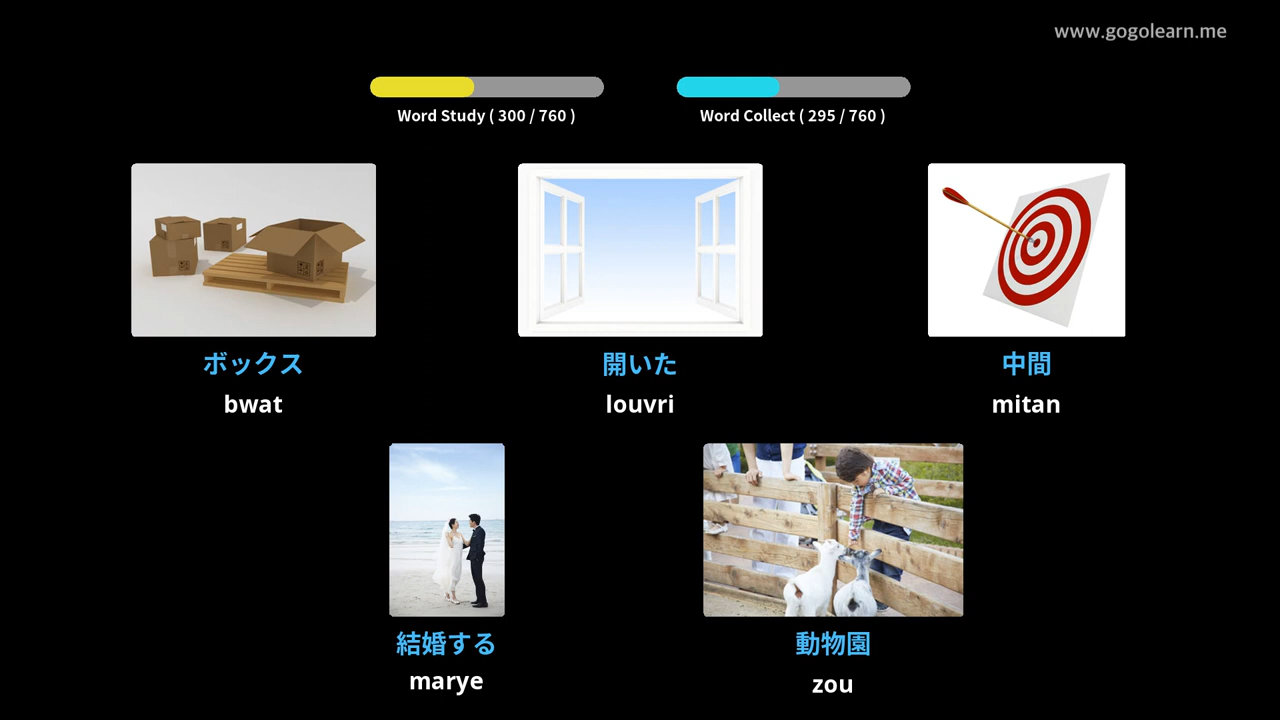 www.gogolearn.me
Word Study ( 300 / 760 )
Word Collect ( 295 / 760 )
ボックス
bwat
開いた
louvri
中間
mitan
結婚する
marye
動物園
zou